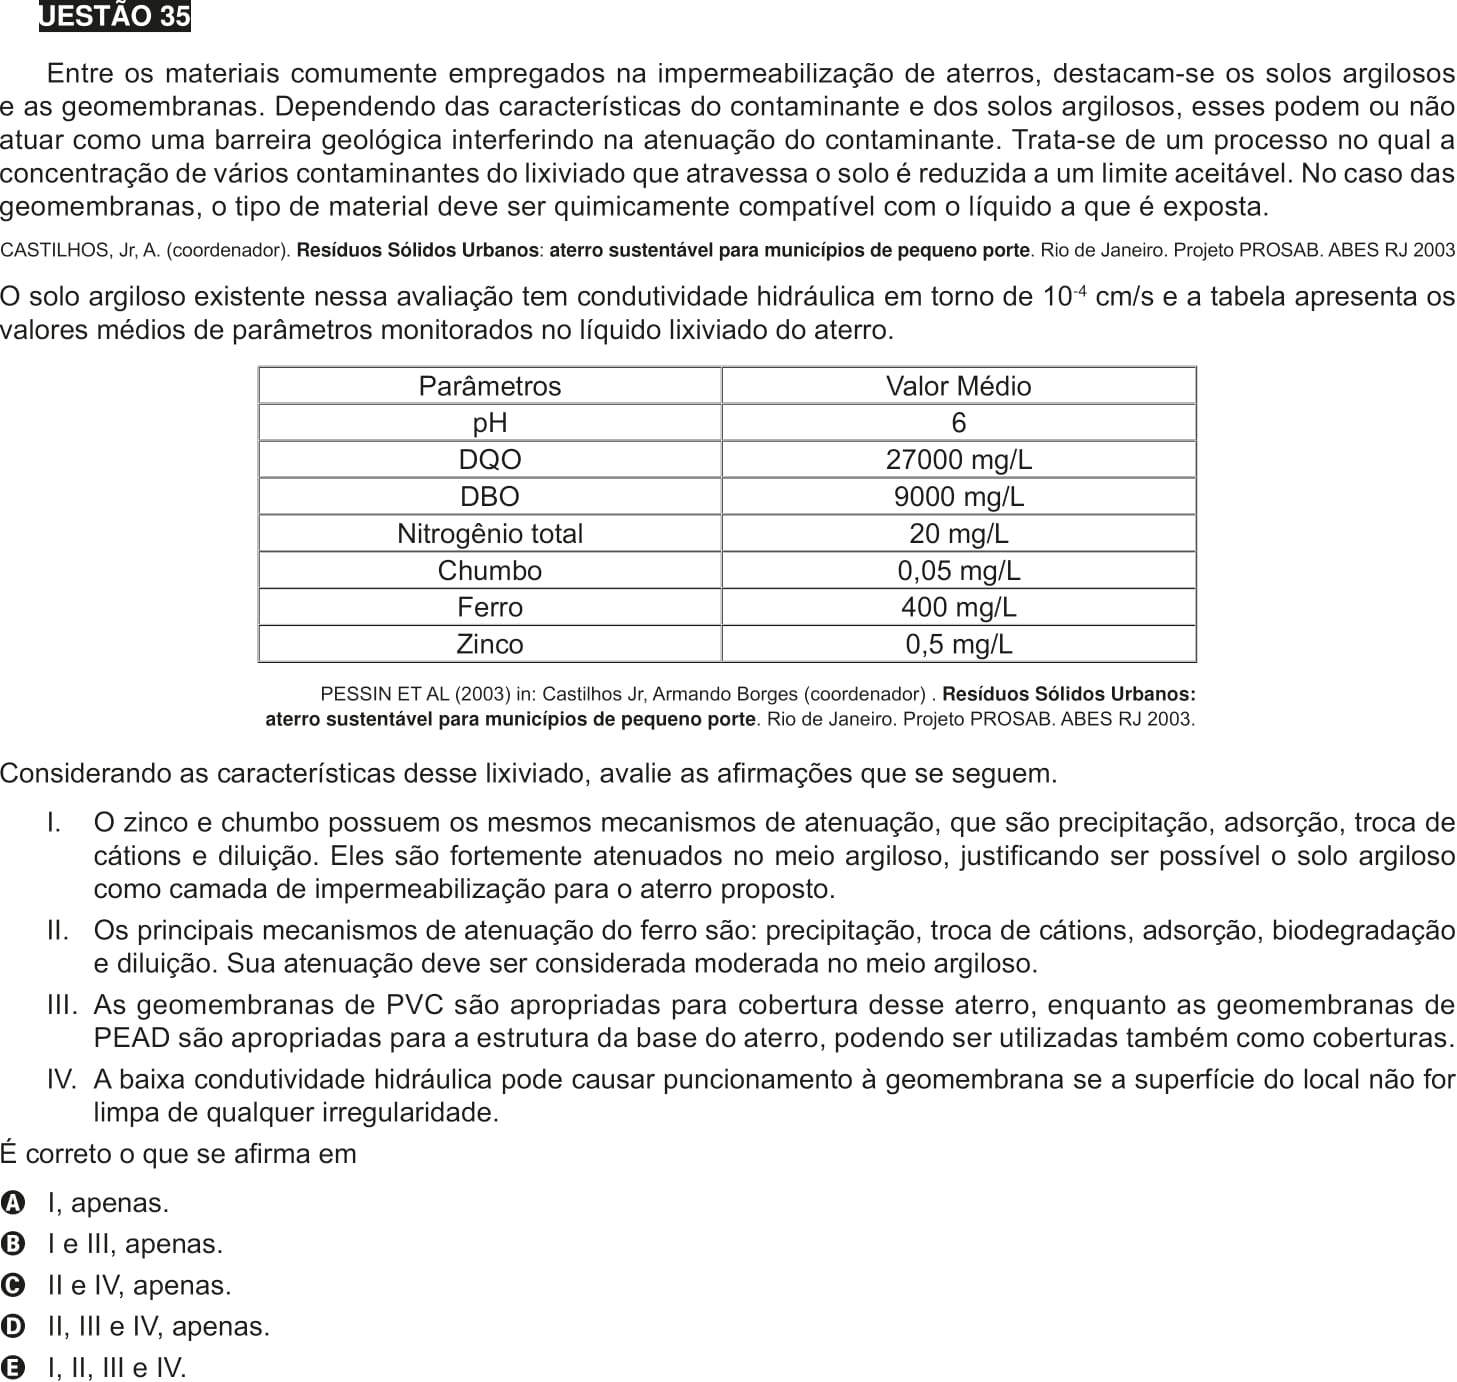 UESTÃO 35
Entre os materiais comumente empregados na impermeabilização de aterros, destacam-se os solos argilosos
e as geomembranas. Dependendo das características do contaminante e dos solos argilosos, esses podem ou não
atuar como uma barreira geológica interferindo na atenuação do contaminante. Trata-se de um processo no qual a
concentração de vários contaminantes do lixiviado que atravessa o solo é reduzida a um limite aceitável. No caso das
geomembranas, o tipo de material deve ser quimicamente compatível com o líquido a que é exposta.
CASTILHOS, Jr, A. (coordenador). Resíduos Sólidos Urbanos: aterro sustentável para municípios de pequeno porte. Rio de Janeiro. Projeto PROSAB. ABES RJ 2003
O solo argiloso existente nessa avaliação tem condutividade hidráulica em torno de 10-4 cm/s e a tabela apresenta os
valores médios de parâmetros monitorados no líquido lixiviado do aterro.
Parâmetros Valor Médio
pH 6
DQO 27000 mg/L
DBO 9000 mg/L
Nitrogênio total 20 mg/L
Chumbo 0,05 mg/L
Ferro 400 mg/L
Zinco 0,5 mg/L
PESSIN ET AL (2003) in: Castilhos Jr, Armando Borges (coordenador) . Resíduos Sólidos Urbanos:
aterro sustentável para municípios de pequeno porte. Rio de Janeiro. Projeto PROSAB. ABES RJ 2003.
Considerando as características desse lixiviado, avalie as afirmações que se seguem.
I. O zinco e chumbo possuem os mesmos mecanismos de atenuação, que são precipitação, adsorção, troca de
cátions e diluição. Eles são fortemente atenuados no meio argiloso, justificando ser possível o solo argiloso
como camada de impermeabilização para o aterro proposto.
II. Os principais mecanismos de atenuação do ferro são: precipitação, troca de cátions, adsorção, biodegradação
e diluição. Sua atenuação deve ser considerada moderada no meio argiloso.
III. As geomembranas de PVC são apropriadas para cobertura desse aterro, enquanto as geomembranas de
PEAD são apropriadas para a estrutura da base do aterro, podendo ser utilizadas também como coberturas.
IV. A baixa condutividade hidráulica pode causar puncionamento à geomembrana se a superfície do local não for
limpa de qualquer irregularidade.
É correto o que se afirma em
A I, apenas.
B I e III, apenas.
C II e IV, apenas.
D II, III e IV, apenas.
E I, II, III e IV.